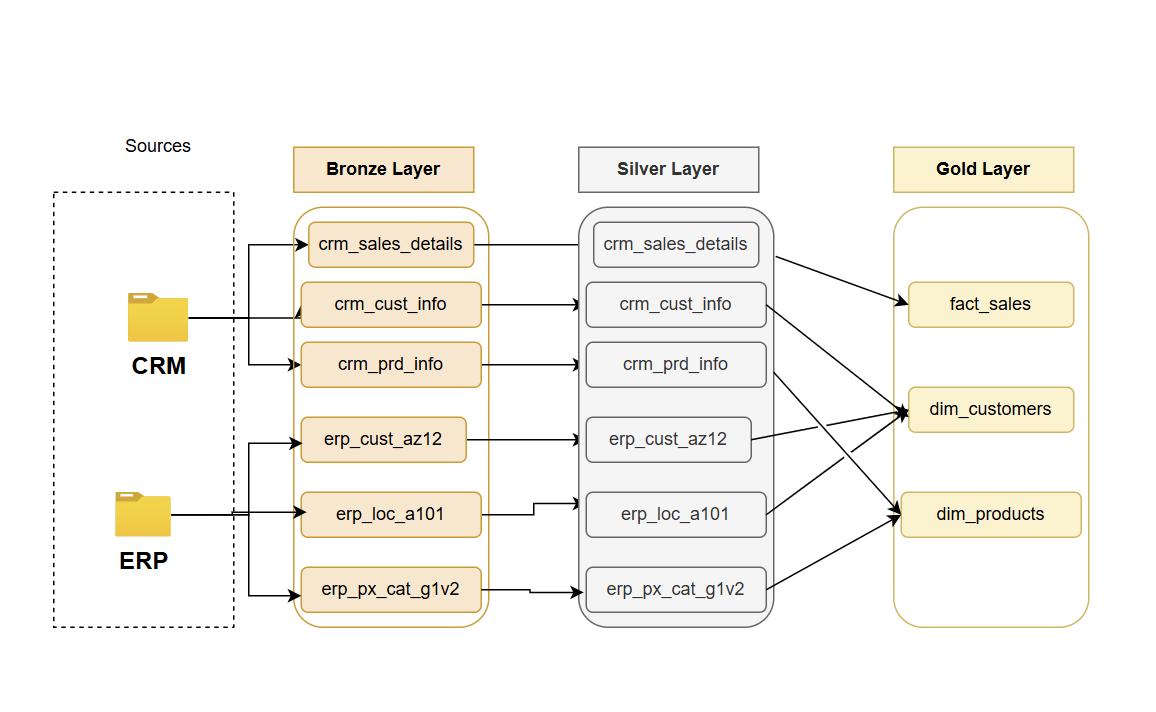 Sources
Bronze Layer
Silver Layer
Gold Layer
crm_sales_details
crm_sales_details
crm_cust_info
crm_cust_info
fact_sales
CRM
crm_prd_info
crm_prd_info
dim_customers
erp_cust_az12
erp_cust_az12
erp_loc_a101
erp_loc_a101
dim_products
ERP
erp_px_cat_g1v2
erp_px_cat_g1v2